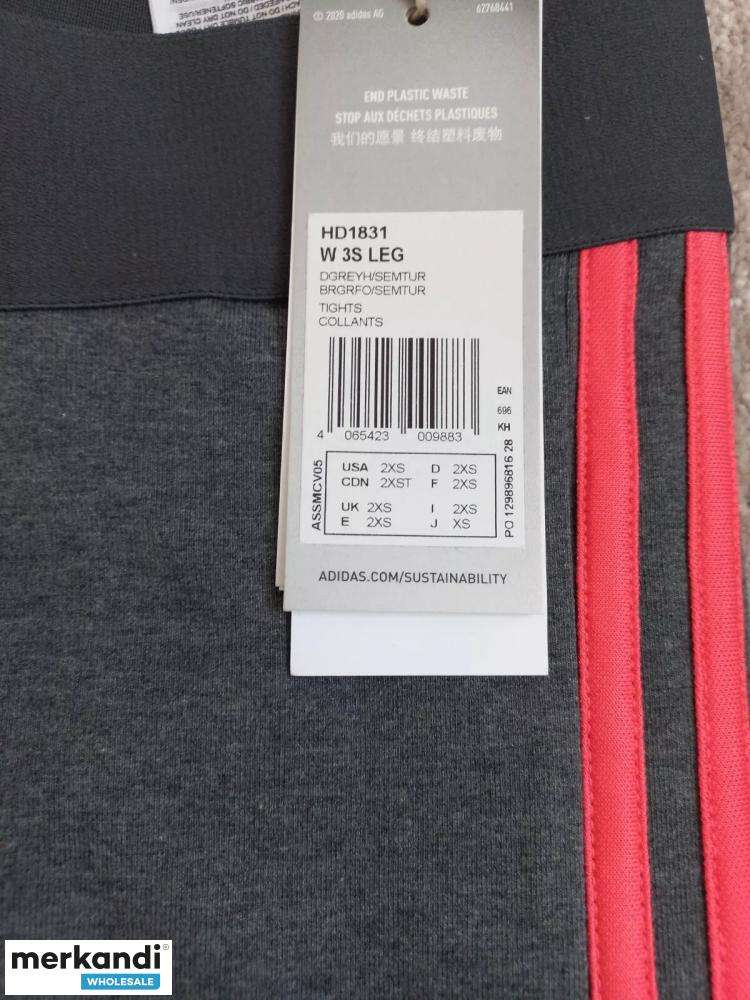 © 2020 adidas AG 62768441
END PLASTIC WASTE
STOP AUX DÉCHETS PLASTIQUES
我们的愿景 终结塑料废物
HD1831
W 3S LEG
DGREYH/SEMTUR
BRGRFO/SEMTUR
TIGHTS
COLLANTS
EAN
696
KH
4 065423 009883
ASSMCV05
USA 2XS D 2XS
CDN 2XST F 2XS
UK 2XS I 2XS
E 2XS J XS
PO 129896816 28
ADIDAS.COM/SUSTAINABILITY
merkandi®
WHOLESALE